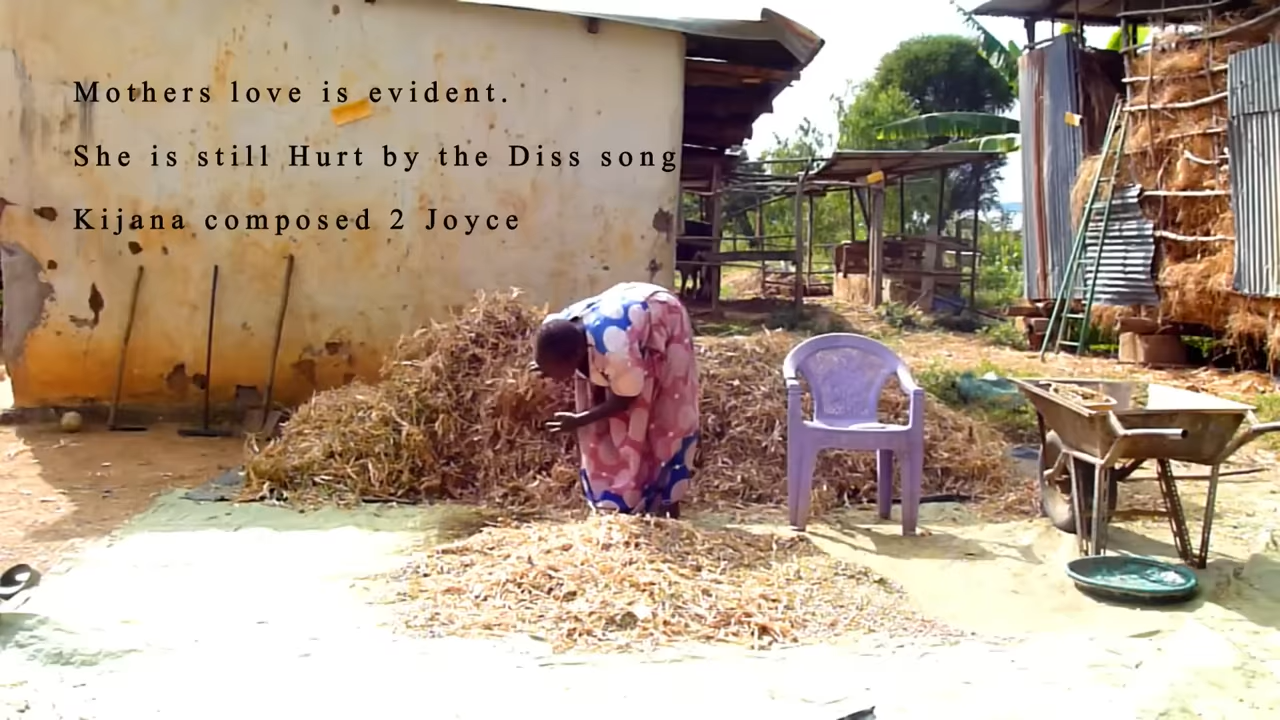 Mothers love is evident.
She is still Hurt by the Diss song
Kijana composed 2 Joyce